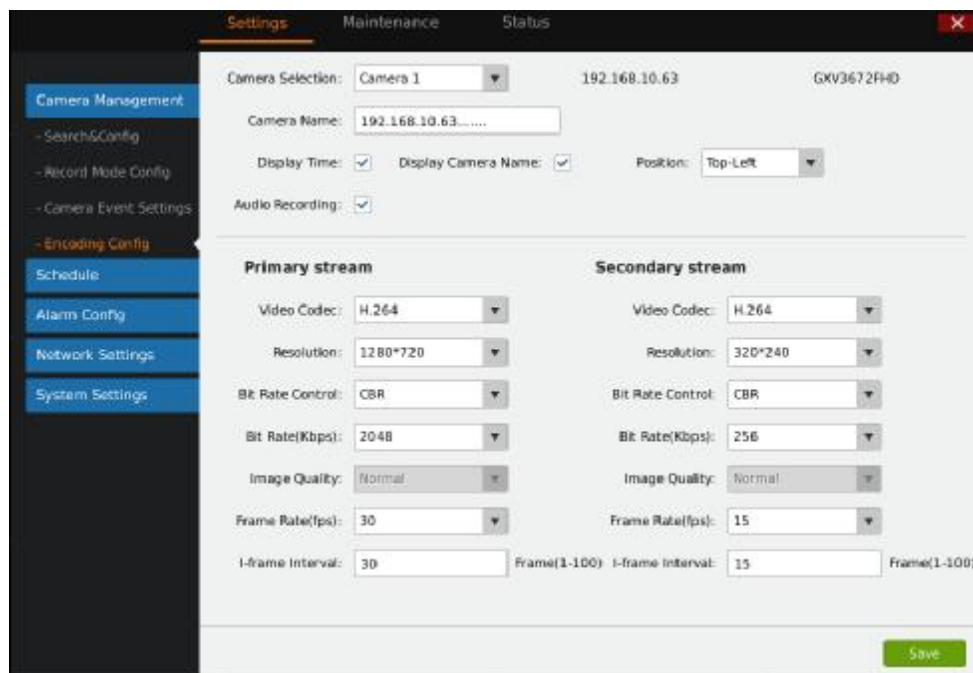 Settings Maintenance Status
Camera Selection: Camera 1 192.168.10.63 GXV3672FHD
Camera Management
Camera Name: 192.168.10.63......
- Search&Config
Display Time: Display Camera Name: Position: Top-Left
- Record Mode Config
Audio Recording:
- Camera Event Settings
- Encoding Config
Schedule
Alarm Config
Network Settings
System Settings
Primary stream Secondary stream
Video Codec: H.264 Video Codec: H.264
Resolution: 1280*720 Resolution: 320*240
Bit Rate Control: CBR Bit Rate Control: CBR
Bit Rate(Kbps): 2048 Bit Rate(Kbps): 256
Image Quality: Normal Image Quality: Normal
Frame Rate(fps): 30 Frame Rate(fps): 15
I-frame Interval: 30 Frame(1-100) I-frame Interval: 15 Frame(1-100)
Save